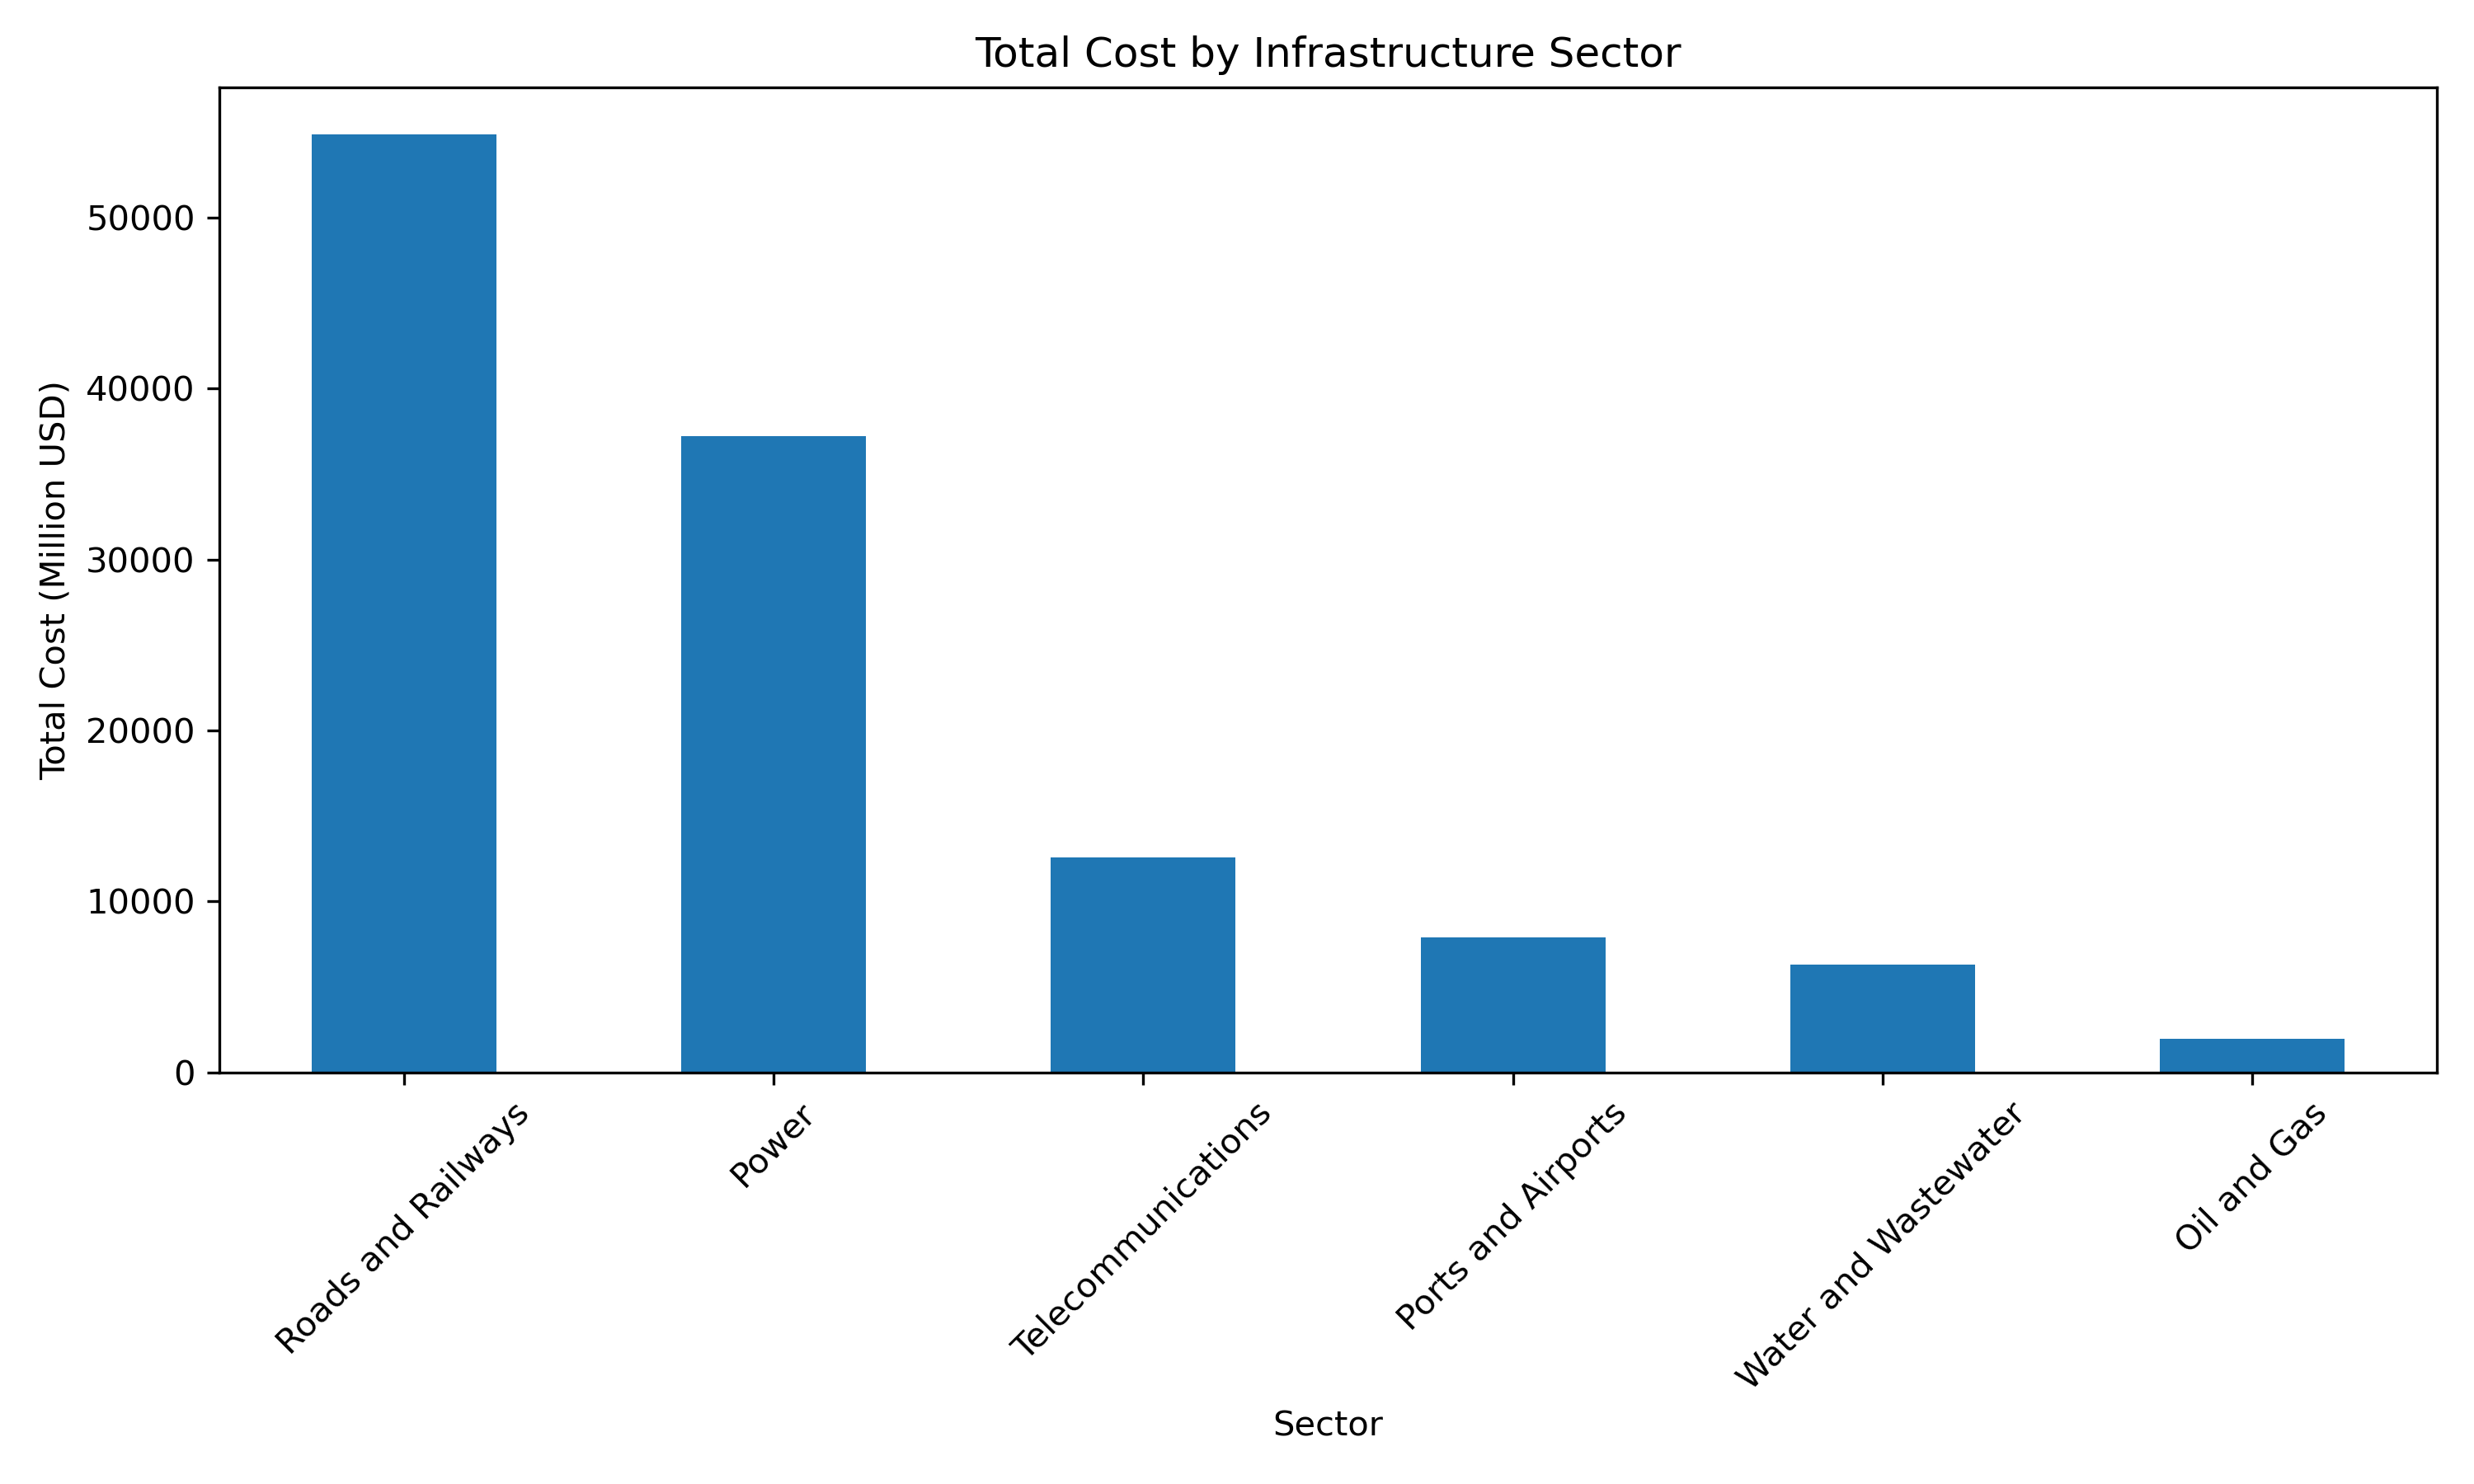 Total Cost by Infrastructure Sector
Total Cost (Million USD)
50000
40000
30000
20000
10000
0
Roads and Railways
Power
Telecommunications
Ports and Airports
Water and Wastewater
Oil and Gas
Sector